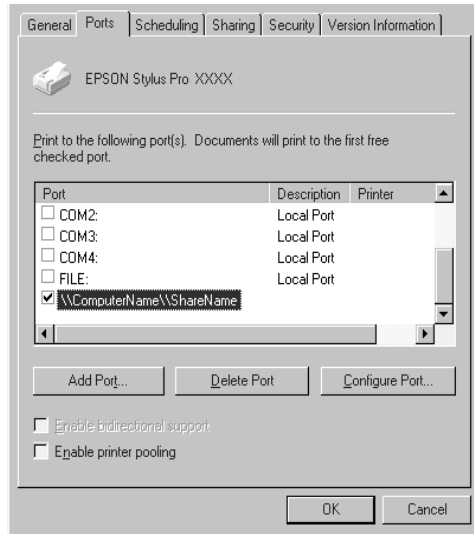 General Ports Scheduling Sharing Security Version Information
EPSON Stylus Pro XXXX
Print to the following port(s). Documents will print to the first free
checked port.
Port Description Printer
COM2: Local Port
COM3: Local Port
COM4: Local Port
FILE: Local Port
\\ComputerName\\ShareName
Add Port... Delete Port Configure Port...
Enable bidirectional support
Enable printer pooling
OK Cancel